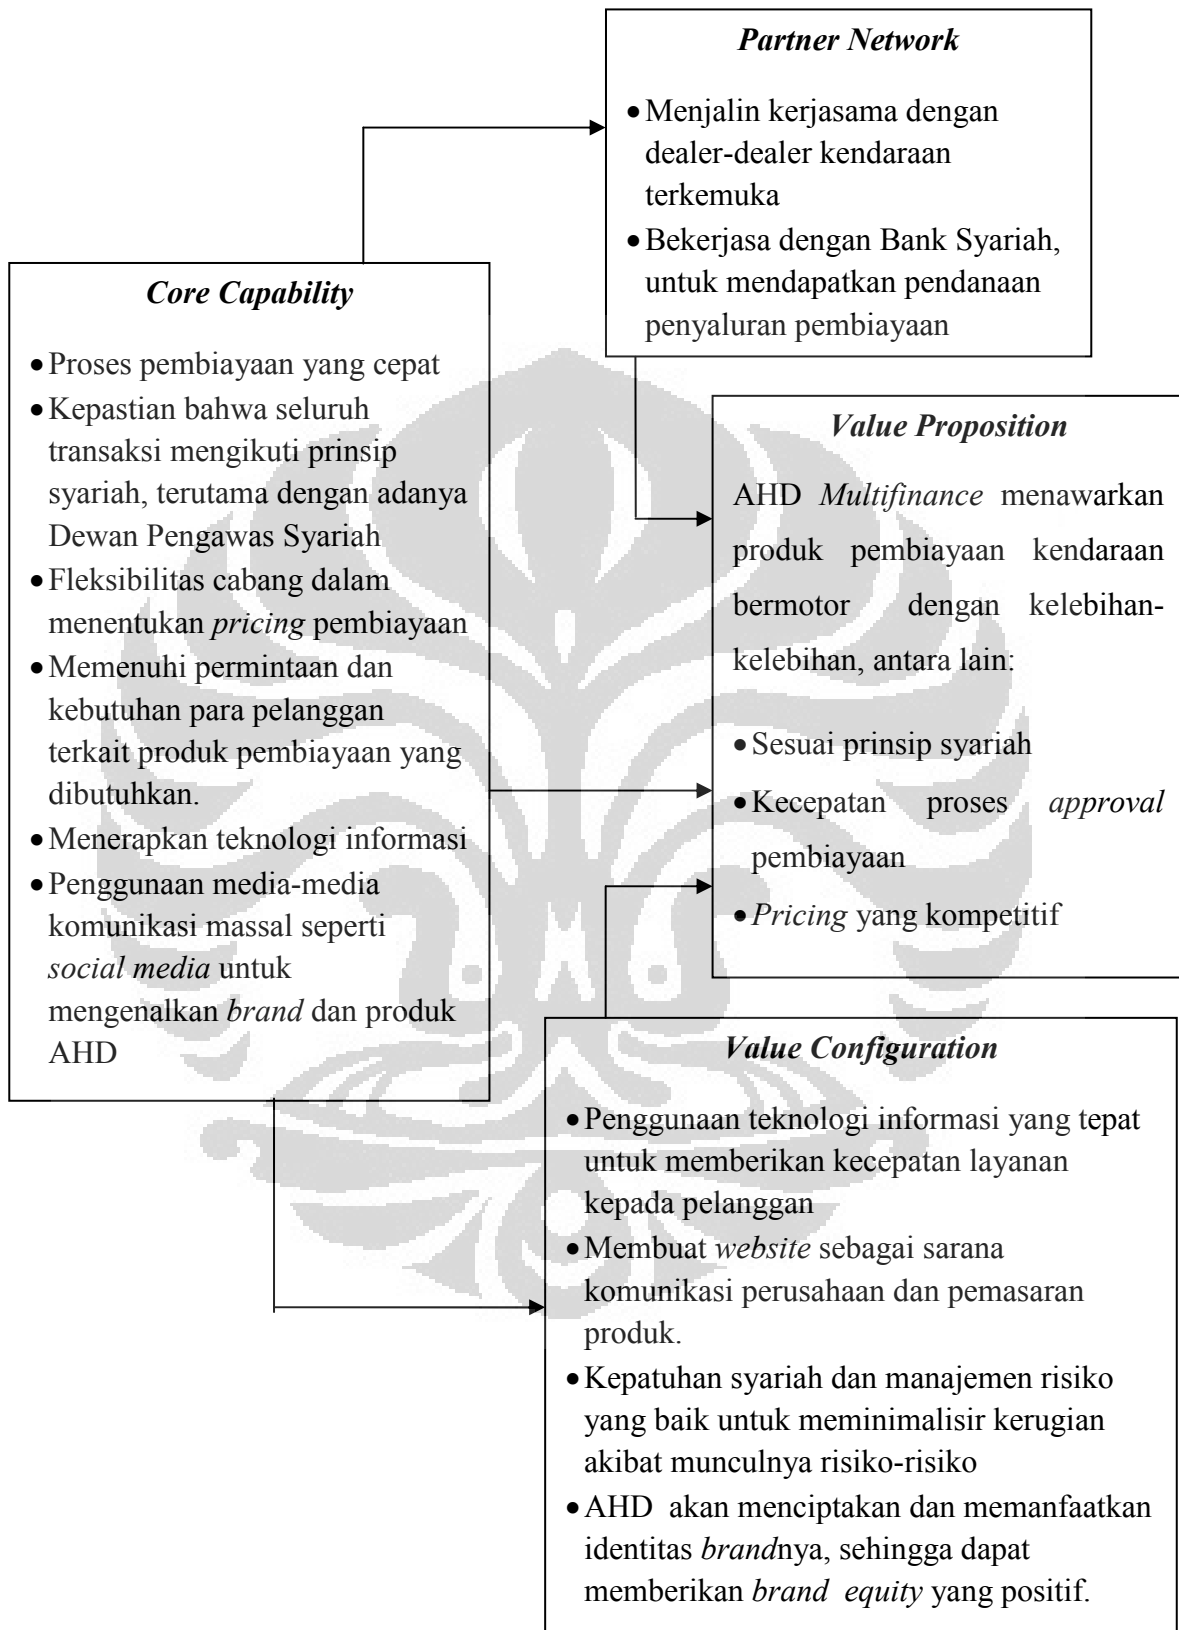 Partner Network
• Menjalin kerjasama dengan
dealer-dealer kendaraan
terkemuka
• Bekerjasa dengan Bank Syariah,
untuk mendapatkan pendanaan
penyaluran pembiayaan
Core Capability
• Proses pembiayaan yang cepat
• Kepastian bahwa seluruh
transaksi mengikuti prinsip
syariah, terutama dengan adanya
Dewan Pengawas Syariah
• Fleksibilitas cabang dalam
menentukan pricing pembiayaan
• Memenuhi permintaan dan
kebutuhan para pelanggan
terkait produk pembiayaan yang
dibutuhkan.
• Menerapkan teknologi informasi
• Penggunaan media-media
komunikasi massal seperti
social media untuk
mengenalkan brand dan produk
AHD
Value Proposition
AHD Multifinance menawarkan
produk pembiayaan kendaraan
bermotor dengan kelebihan-
kelebihan, antara lain:
• Sesuai prinsip syariah
• Kecepatan proses approval
pembiayaan
• Pricing yang kompetitif
Value Configuration
• Penggunaan teknologi informasi yang tepat
untuk memberikan kecepatan layanan
kepada pelanggan
• Membuat website sebagai sarana
komunikasi perusahaan dan pemasaran
produk.
• Kepatuhan syariah dan manajemen risiko
yang baik untuk meminimalisir kerugian
akibat munculnya risiko-risiko
• AHD akan menciptakan dan memanfaatkan
identitas brandnya, sehingga dapat
memberikan brand equity yang positif.